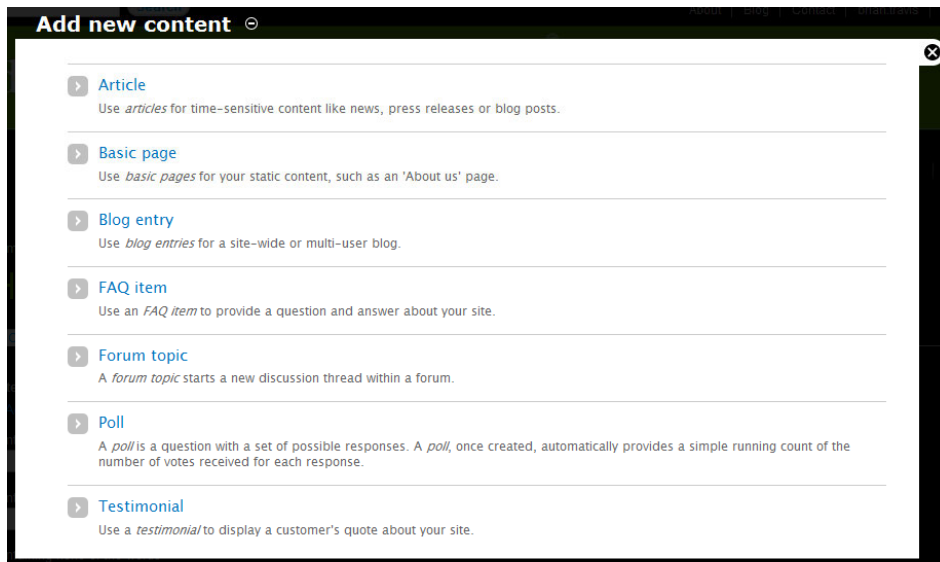 About | Blog | Contact | brian travis |
Add new content
Article
Use articles for time-sensitive content like news, press releases or blog posts.
Basic page
Use basic pages for your static content, such as an 'About us' page.
Blog entry
Use blog entries for a site-wide or multi-user blog.
FAQ item
Use an FAQ item to provide a question and answer about your site.
Forum topic
A forum topic starts a new discussion thread within a forum.
Poll
A poll is a question with a set of possible responses. A poll, once created, automatically provides a simple running count of the
number of votes received for each response.
Testimonial
Use a testimonial to display a customer's quote about your site.